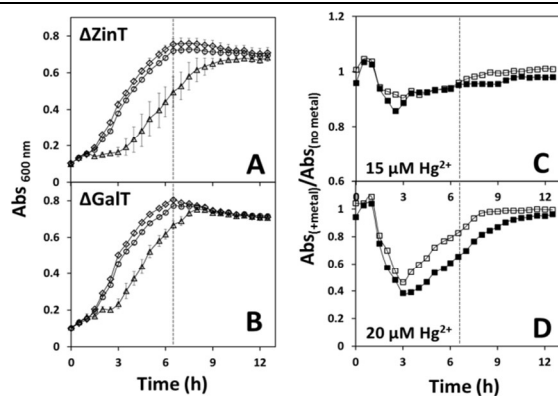 ΔZinT
A
0.8
0.6
0.4
0.2
0
ΔGalT
B
0.8
0.6
0.4
0.2
0
0 3 6 9 12
Time (h)
Abs 600 nm
C
15 µM Hg2+
1.2
1
0.8
0.6
D
20 µM Hg2+
1
0.8
0.6
0.4
0.2
0
0 3 6 9 12
Time (h)
Abs(+metal)/Abs(no metal)